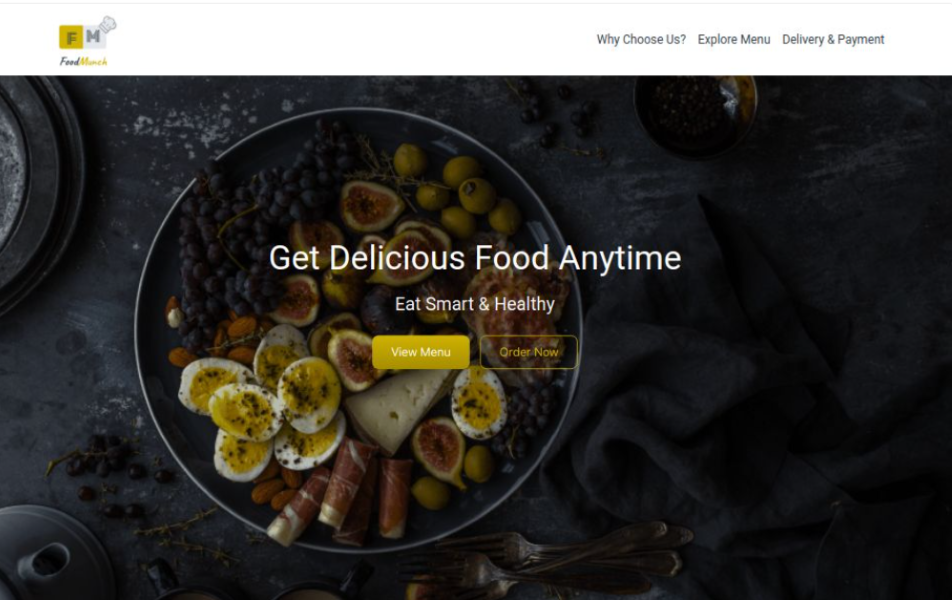 F M
FoodMunch
Why Choose Us? Explore Menu Delivery & Payment
Get Delicious Food Anytime
Eat Smart & Healthy
View Menu Order Now